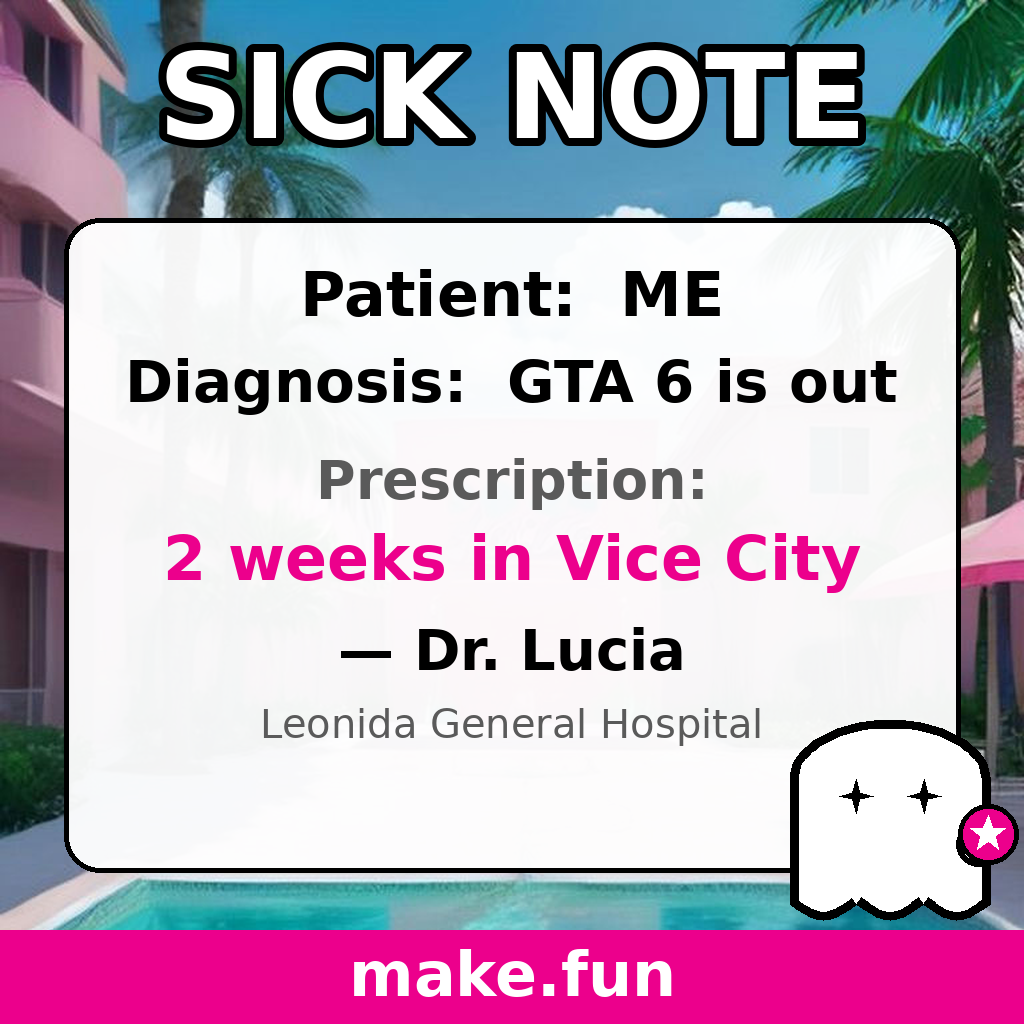 SICK NOTE
Patient: ME
Diagnosis: GTA 6 is out
Prescription:
2 weeks in Vice City
— Dr. Lucia
Leonida General Hospital
make.fun